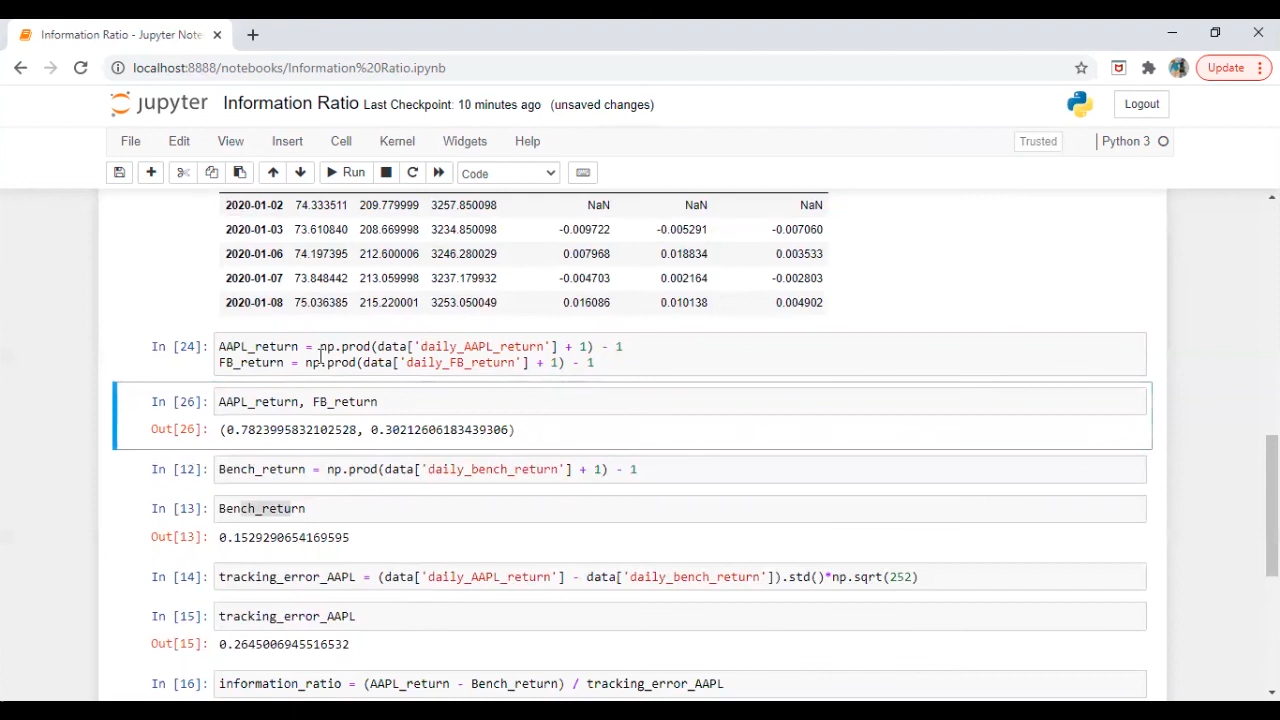 Information Ratio - Jupyter Note
localhost:8888/notebooks/Information%20Ratio.ipynb
Update
jupyter Information Ratio Last Checkpoint: 10 minutes ago (unsaved changes)
Logout
File Edit View Insert Cell Kernel Widgets Help Trusted Python 3
Run Code
2020-01-02 74.333511 209.779999 3257.850098 NaN NaN NaN
2020-01-03 73.610840 208.669998 3234.850098 -0.009722 -0.005291 -0.007060
2020-01-06 74.197395 212.600006 3246.280029 0.007968 0.018834 0.003533
2020-01-07 73.848442 213.059998 3237.179932 -0.004703 0.002164 -0.002803
2020-01-08 75.036385 215.220001 3253.050049 0.016086 0.010138 0.004902
In [24]: AAPL_return = np.prod(data['daily_AAPL_return'] + 1) - 1
FB_return = np.prod(data['daily_FB_return'] + 1) - 1
In [26]: AAPL_return, FB_return
Out[26]: (0.7823995832102528, 0.30212606183439306)
In [12]: Bench_return = np.prod(data['daily_bench_return'] + 1) - 1
In [13]: Bench_return
Out[13]: 0.1529290654169595
In [14]: tracking_error_AAPL = (data['daily_AAPL_return'] - data['daily_bench_return']).std()*np.sqrt(252)
In [15]: tracking_error_AAPL
Out[15]: 0.2645006945516532
In [16]: information_ratio = (AAPL_return - Bench_return) / tracking_error_AAPL